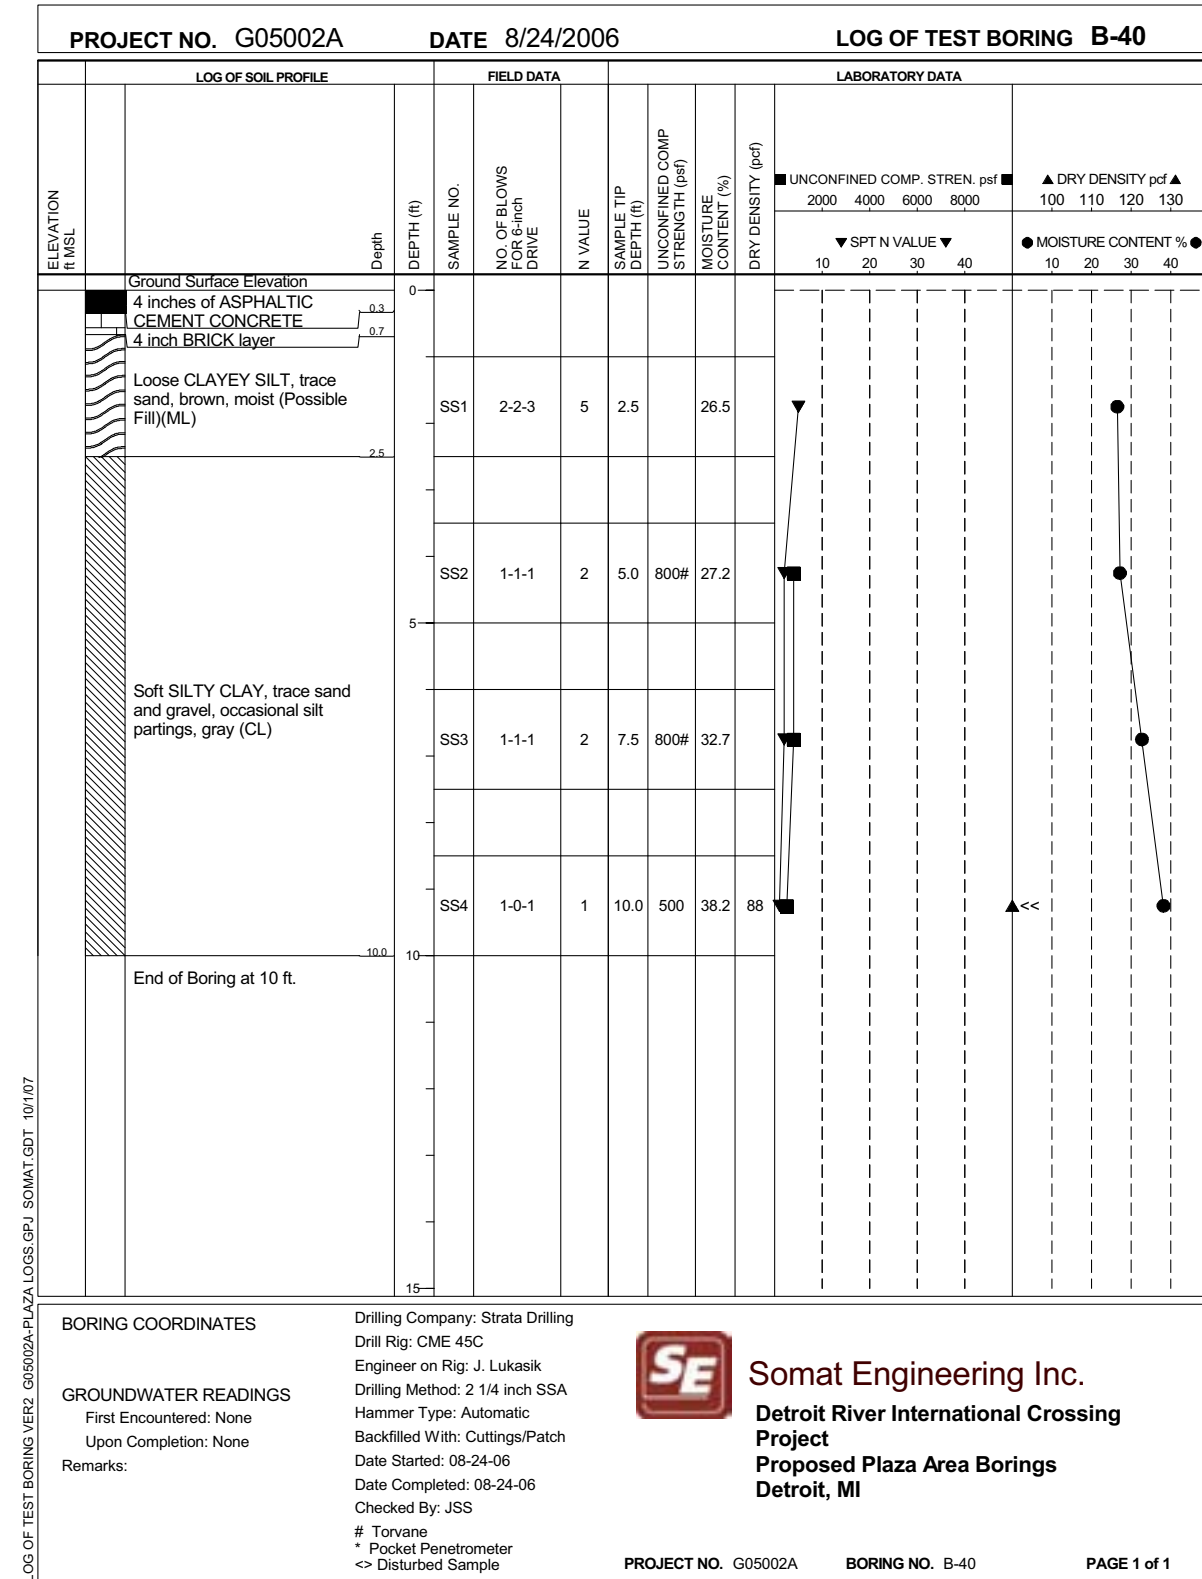 PROJECT NO. G05002A DATE 8/24/2006 LOG OF TEST BORING B-40
LOG OF SOIL PROFILE FIELD DATA LABORATORY DATA
ELEVATION
ft MSL
Depth
DEPTH (ft)
SAMPLE NO.
NO. OF BLOWS
FOR 6-inch
DRIVE
N VALUE
SAMPLE TIP
DEPTH (ft)
UNCONFINED COMP
STRENGTH (psf)
MOISTURE
CONTENT (%)
DRY DENSITY (pcf)
■ UNCONFINED COMP. STREN. psf ■ ▲ DRY DENSITY pcf ▲
2000 4000 6000 8000 100 110 120 130
▼ SPT N VALUE ▼ ● MOISTURE CONTENT % ●
10 20 30 40 10 20 30 40
Ground Surface Elevation
0
4 inches of ASPHALTIC
CEMENT CONCRETE
0.3
4 inch BRICK layer
0.7
Loose CLAYEY SILT, trace
sand, brown, moist (Possible
Fill)(ML)
SS1 2-2-3 5 2.5 26.5
2.5
SS2 1-1-1 2 5.0 800# 27.2
5
Soft SILTY CLAY, trace sand
and gravel, occasional silt
partings, gray (CL)
SS3 1-1-1 2 7.5 800# 32.7
SS4 1-0-1 1 10.0 500 38.2 88 <<
10.0
10
End of Boring at 10 ft.
15
LOG OF TEST BORING VER2 G05002A-PLAZA LOGS.GPJ SOMAT.GDT 10/1/07
BORING COORDINATES
GROUNDWATER READINGS
First Encountered: None
Upon Completion: None
Remarks:
Drilling Company: Strata Drilling
Drill Rig: CME 45C
Engineer on Rig: J. Lukasik
Drilling Method: 2 1/4 inch SSA
Hammer Type: Automatic
Backfilled With: Cuttings/Patch
Date Started: 08-24-06
Date Completed: 08-24-06
Checked By: JSS
# Torvane
* Pocket Penetrometer
<> Disturbed Sample
SE
Somat Engineering Inc.
Detroit River International Crossing
Project
Proposed Plaza Area Borings
Detroit, MI
PROJECT NO. G05002A BORING NO. B-40 PAGE 1 of 1